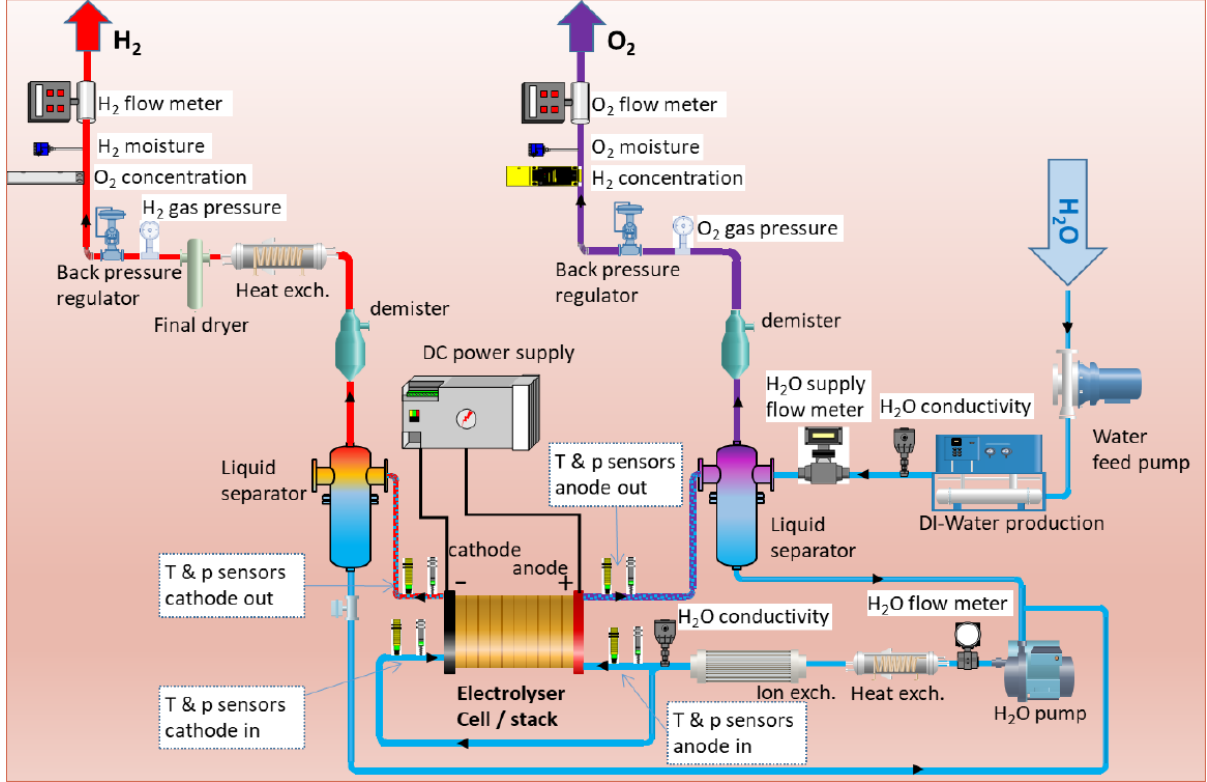 H₂
O₂
H₂ flow meter
O₂ flow meter
H₂ moisture
O₂ moisture
O₂ concentration
H₂ concentration
H₂O
H₂ gas pressure
O₂ gas pressure
Back pressure
regulator
Heat exch.
Back pressure
regulator
Final dryer
demister
demister
DC power supply
H₂O supply
flow meter
H₂O conductivity
Water
feed pump
Liquid
separator
T & p sensors
anode out
DI-Water production
Liquid
separator
cathode
anode
-
+
T & p sensors
cathode out
H₂O conductivity
H₂O flow meter
T & p sensors
cathode in
Electrolyser
Cell / stack
T & p sensors
anode in
Ion exch.
Heat exch.
H₂O pump